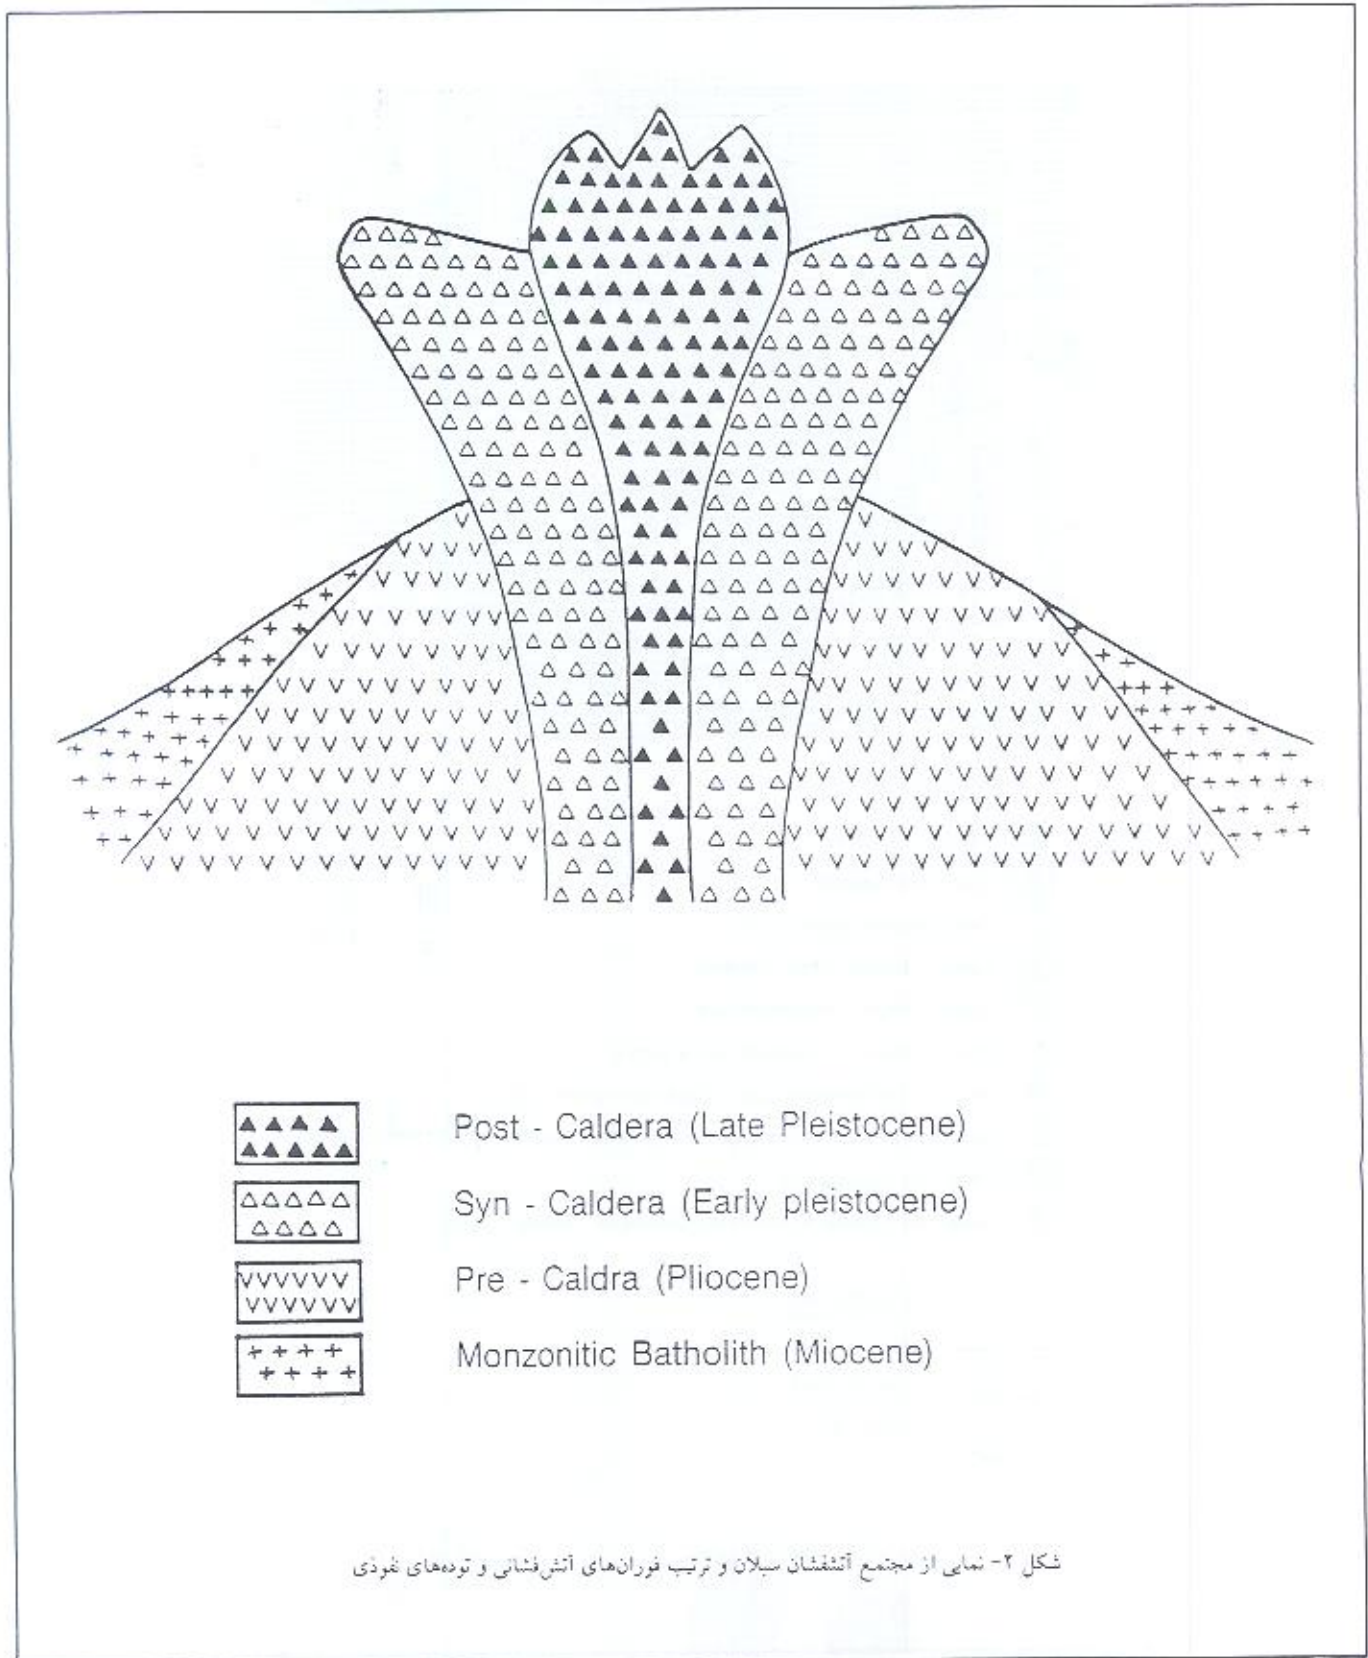 Post - Caldera (Late Pleistocene)
Syn - Caldera (Early pleistocene)
Pre - Caldra (Pliocene)
Monzonitic Batholith (Miocene)
شکل ۲- نمایی از مجتمع آتشفشان سبلان و ترتیب فوران‌های آتش‌فشانی و توده‌های نفوذی